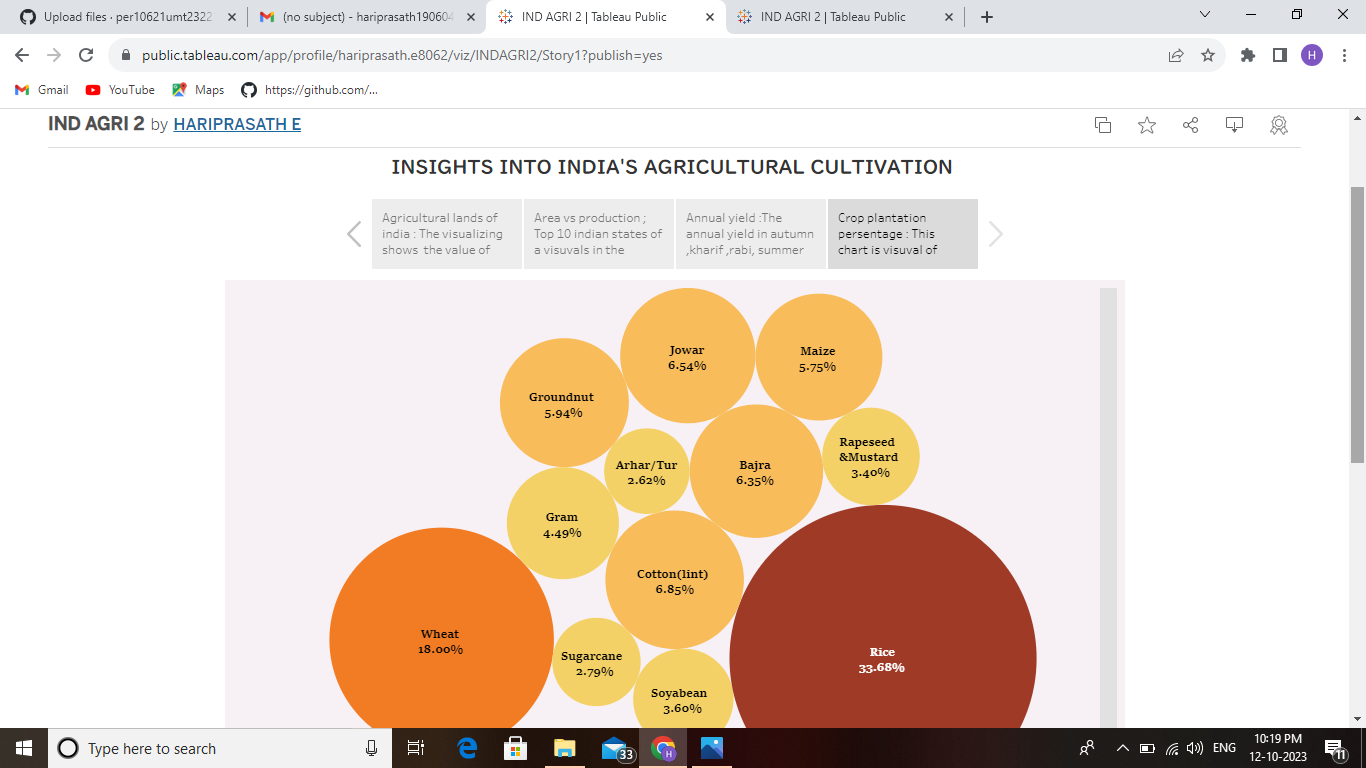 Upload files · per10621umt2322
(no subject) - hariprasath190604
IND AGRI 2 | Tableau Public
IND AGRI 2 | Tableau Public
public.tableau.com/app/profile/hariprasath.e8062/viz/INDAGRI2/Story1?publish=yes
H
Gmail
YouTube
Maps
https://github.com/...
IND AGRI 2 by HARIPRASATH E
INSIGHTS INTO INDIA'S AGRICULTURAL CULTIVATION
Agricultural lands of
india : The visualizing
shows the value of
Area vs production ;
Top 10 indian states of
a visuvals in the
Annual yield :The
annual yield in autumn
,kharif ,rabi, summer
Crop plantation
persentage : This
chart is visuval of
Jowar
6.54%
Maize
5.75%
Groundnut
5.94%
Rapeseed
&Mustard
3.40%
Arhar/Tur
2.62%
Bajra
6.35%
Gram
4.49%
Cotton(lint)
6.85%
Wheat
18.00%
Rice
33.68%
Sugarcane
2.79%
Soyabean
3.60%
Type here to search
33
H
ENG
10:19 PM
12-10-2023
11